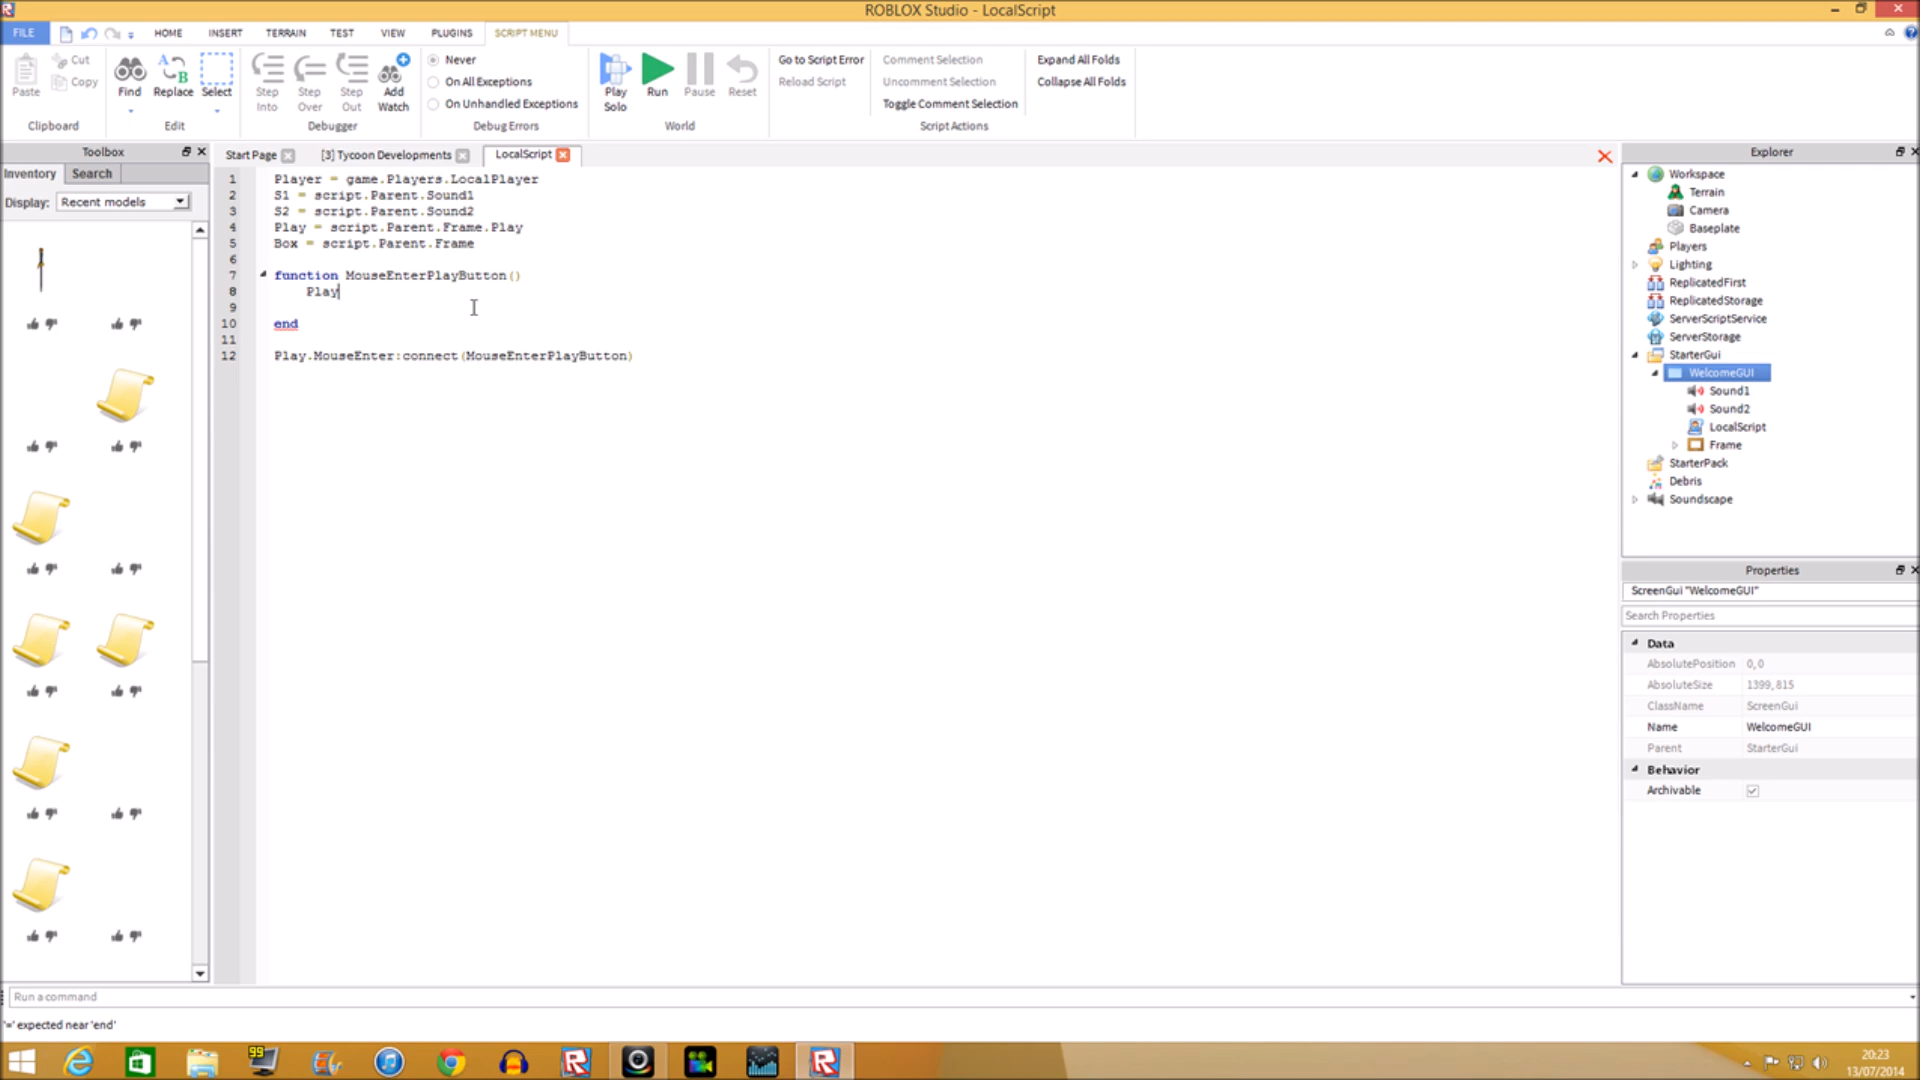 ROBLOX Studio - LocalScript
FILE HOME INSERT TERRAIN TEST VIEW PLUGINS SCRIPT MENU
Paste Cut Copy
Clipboard
Find Replace Select
Edit
Step Into Step Over Step Out Add Watch
Debugger
Never
On All Exceptions
On Unhandled Exceptions
Debug Errors
Play Solo Run Pause Reset
World
Go to Script Error
Reload Script
Comment Selection
Uncomment Selection
Toggle Comment Selection
Expand All Folds
Collapse All Folds
Script Actions
Toolbox
Inventory Search
Display: Recent models
Start Page [3] Tycoon Developments LocalScript
1 Player = game.Players.LocalPlayer
2 S1 = script.Parent.Sound1
3 S2 = script.Parent.Sound2
4 Play = script.Parent.Frame.Play
5 Box = script.Parent.Frame
6
7 function MouseEnterPlayButton()
8 Play
9
10 end
11
12 Play.MouseEnter:connect(MouseEnterPlayButton)
Explorer
Workspace
Terrain
Camera
Baseplate
Players
Lighting
ReplicatedFirst
ReplicatedStorage
ServerScriptService
ServerStorage
StarterGui
WelcomeGUI
Sound1
Sound2
LocalScript
Frame
StarterPack
Debris
Soundscape
Properties
ScreenGui "WelcomeGUI"
Search Properties
Data
AbsolutePosition 0,0
AbsoluteSize 1399,815
ClassName ScreenGui
Name WelcomeGUI
Parent StarterGui
Behavior
Archivable
Run a command
'=' expected near 'end'
99
20:23
13/07/2014